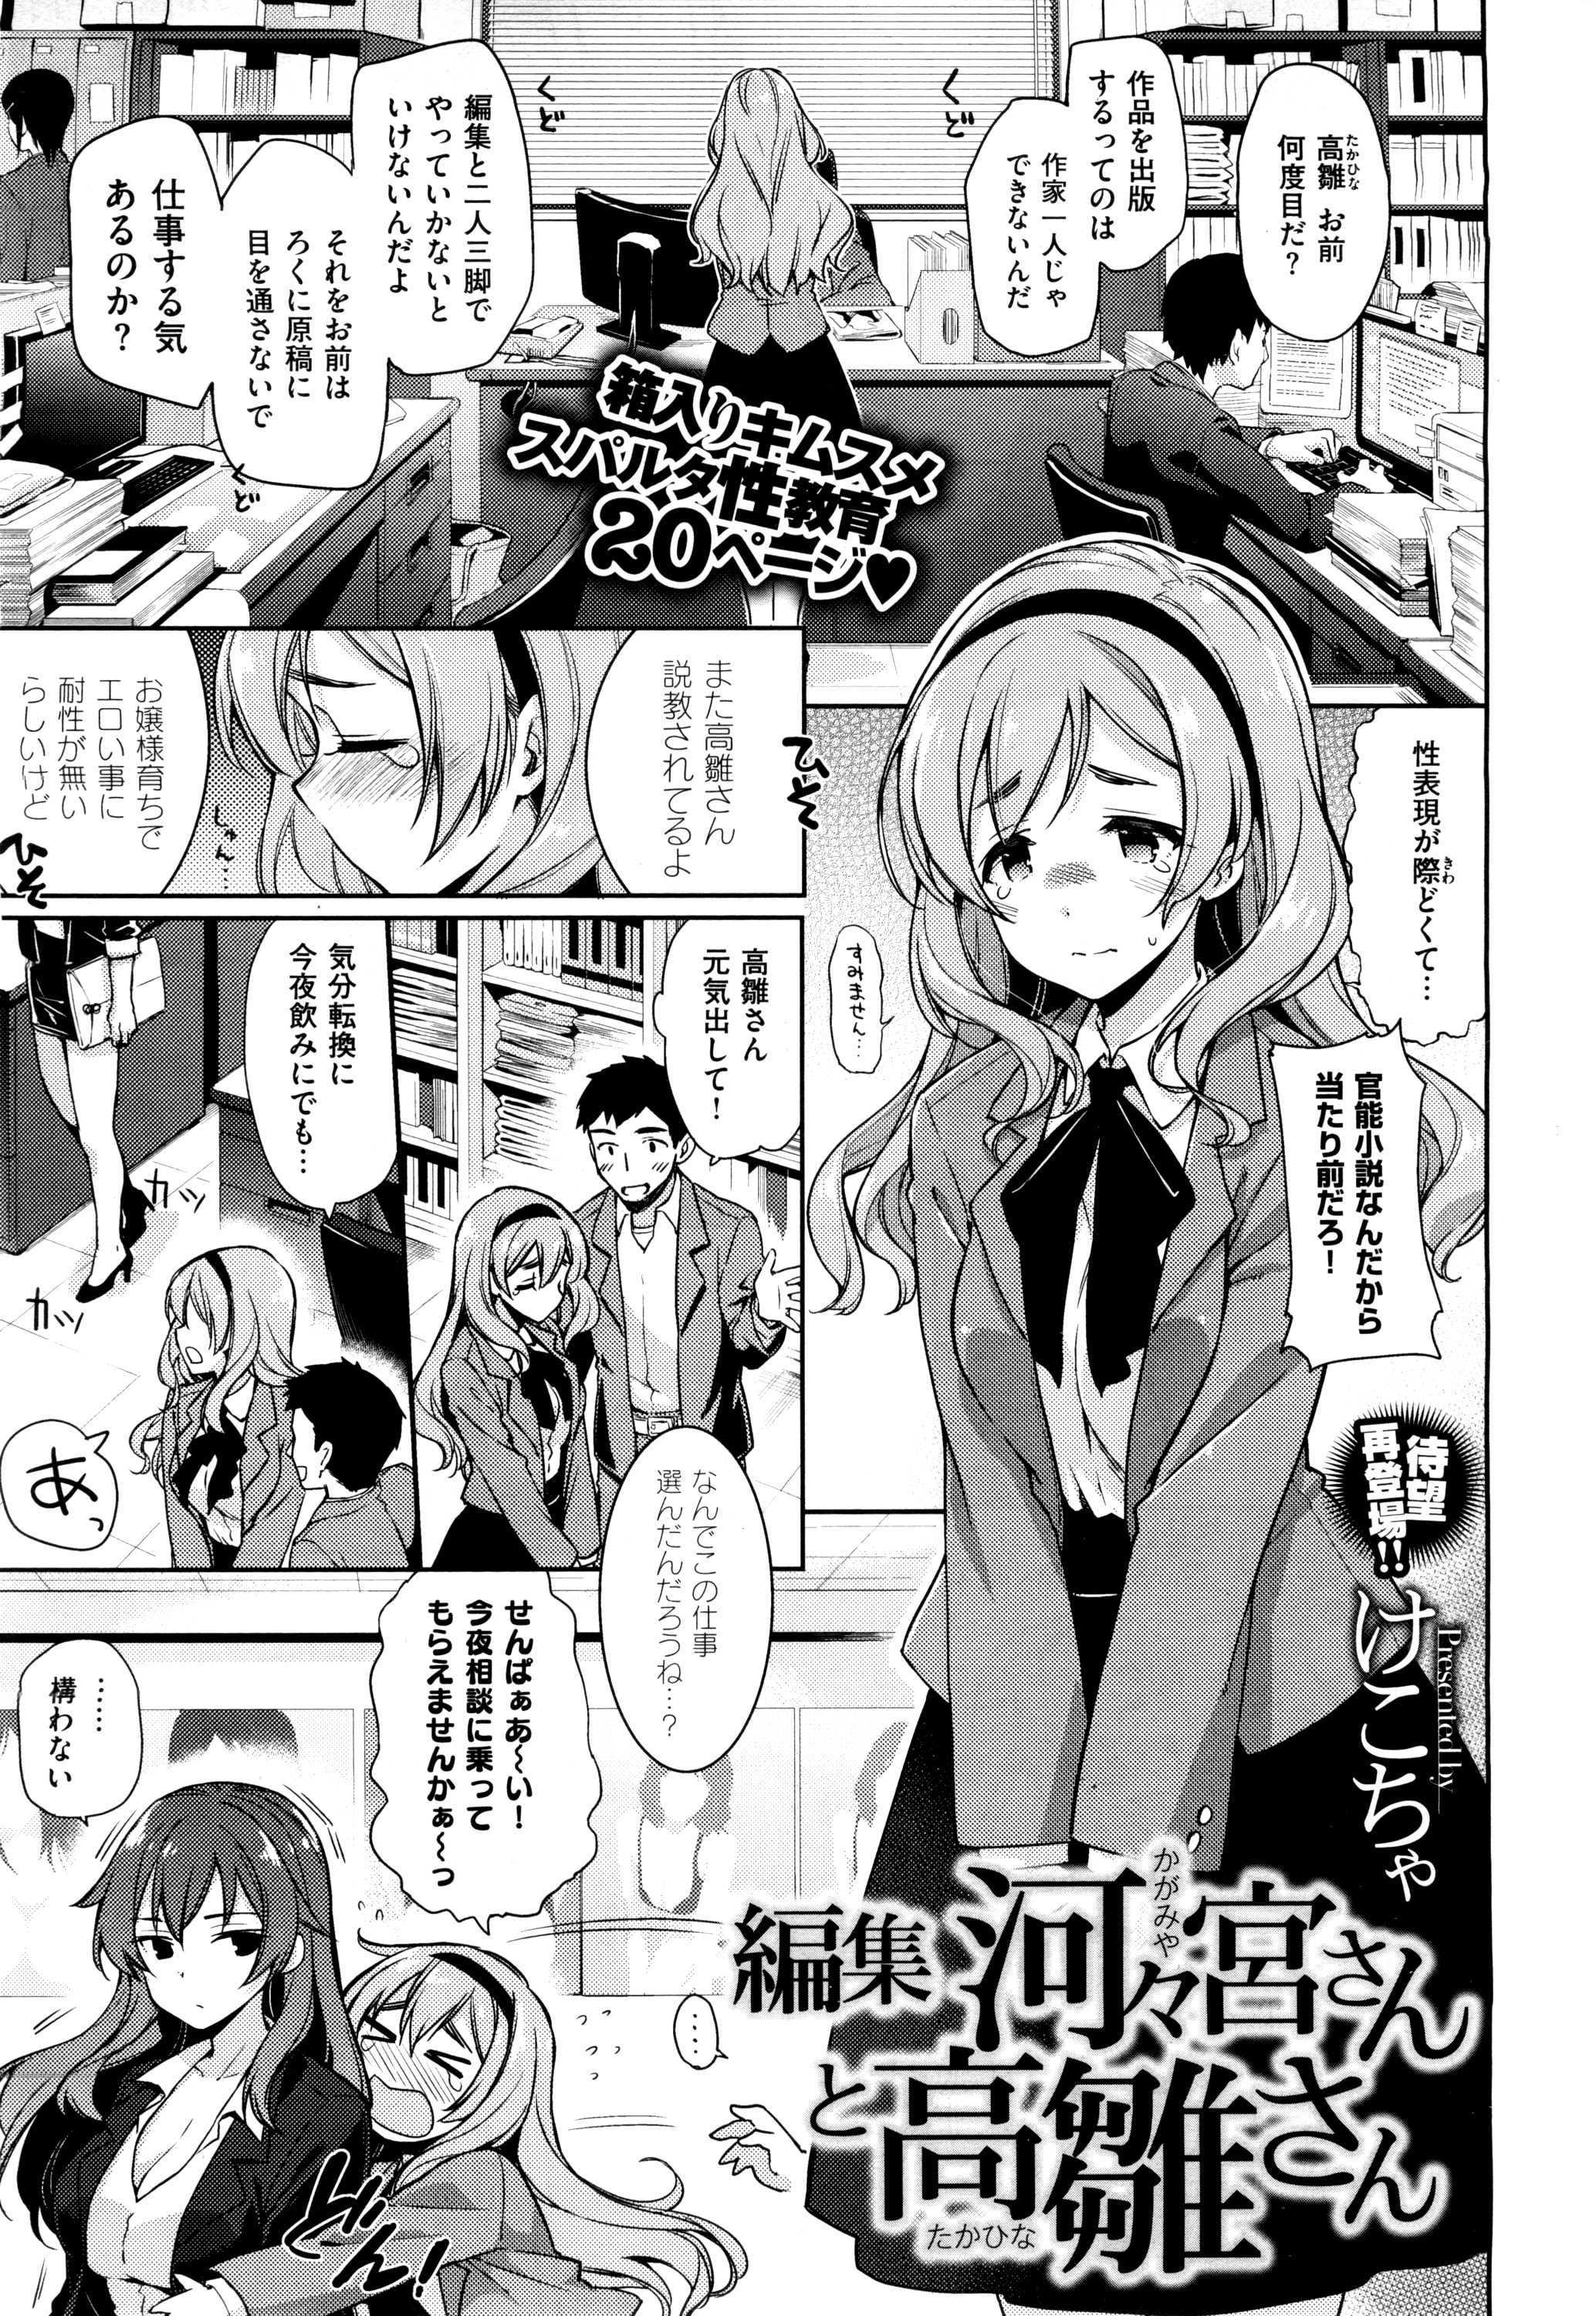 高雛 お前
たかひな
何度目だ？
作品を出版
するってのは
作家一人じゃ
できないんだ
くど
くど
編集と二人三脚で
やっていかないと
いけないんだよ
それをお前は
ろくに原稿に
目を通さないで
仕事する気
あるのか？
くど
箱入りキムスメ
スパルタ性教育
20ページ♥
性表現が際どくて…
きわ
すみません…
官能小説なんだから
当たり前だろ！
また高雛さん
説教されてるよ
ひそ
しゅん……
お嬢様育ちで
エロい事に
耐性が無い
らしいけど
ひそ
高雛さん
元気出して！
なんでこの仕事
選んだんだろうね…？
気分転換に
今夜飲みにでも…
カッ
カッ
あっ
せんぱぁあ～い！
今夜相談に乗って
もらえませんかぁ～っ
……
構わない
どん！
……
待望
再登場!!
Presented by
けこちゃ
編集 河々宮さん
かがみや
と高雛さん
たかひな